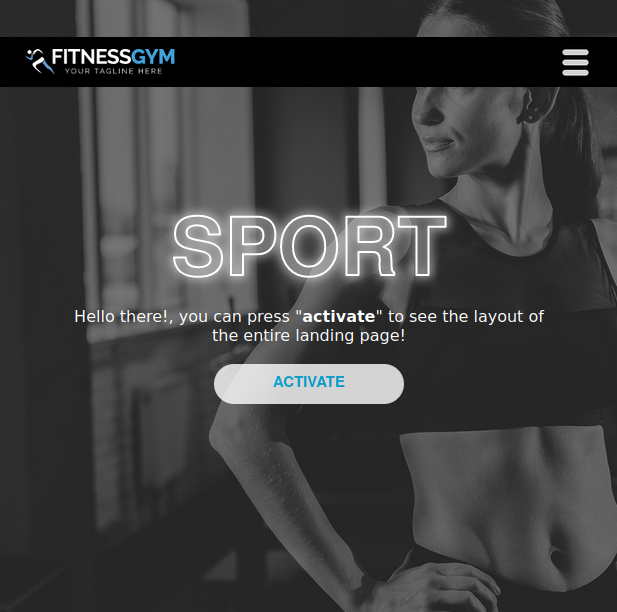 FITNESSGYM
YOUR TAGLINE HERE
SPORT
Hello there!, you can press "activate" to see the layout of
the entire landing page!
ACTIVATE